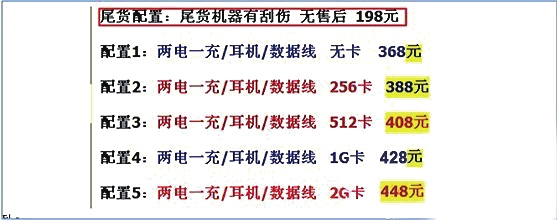 尾货配置：尾货机器有刮伤 无售后 198元
配置1：两电一充/耳机/数据线 无卡 368元
配置2：两电一充/耳机/数据线 256卡 388元
配置3：两电一充/耳机/数据线 512卡 408元
配置4：两电一充/耳机/数据线 1G卡 428元
配置5：两电一充/耳机/数据线 2G卡 448元